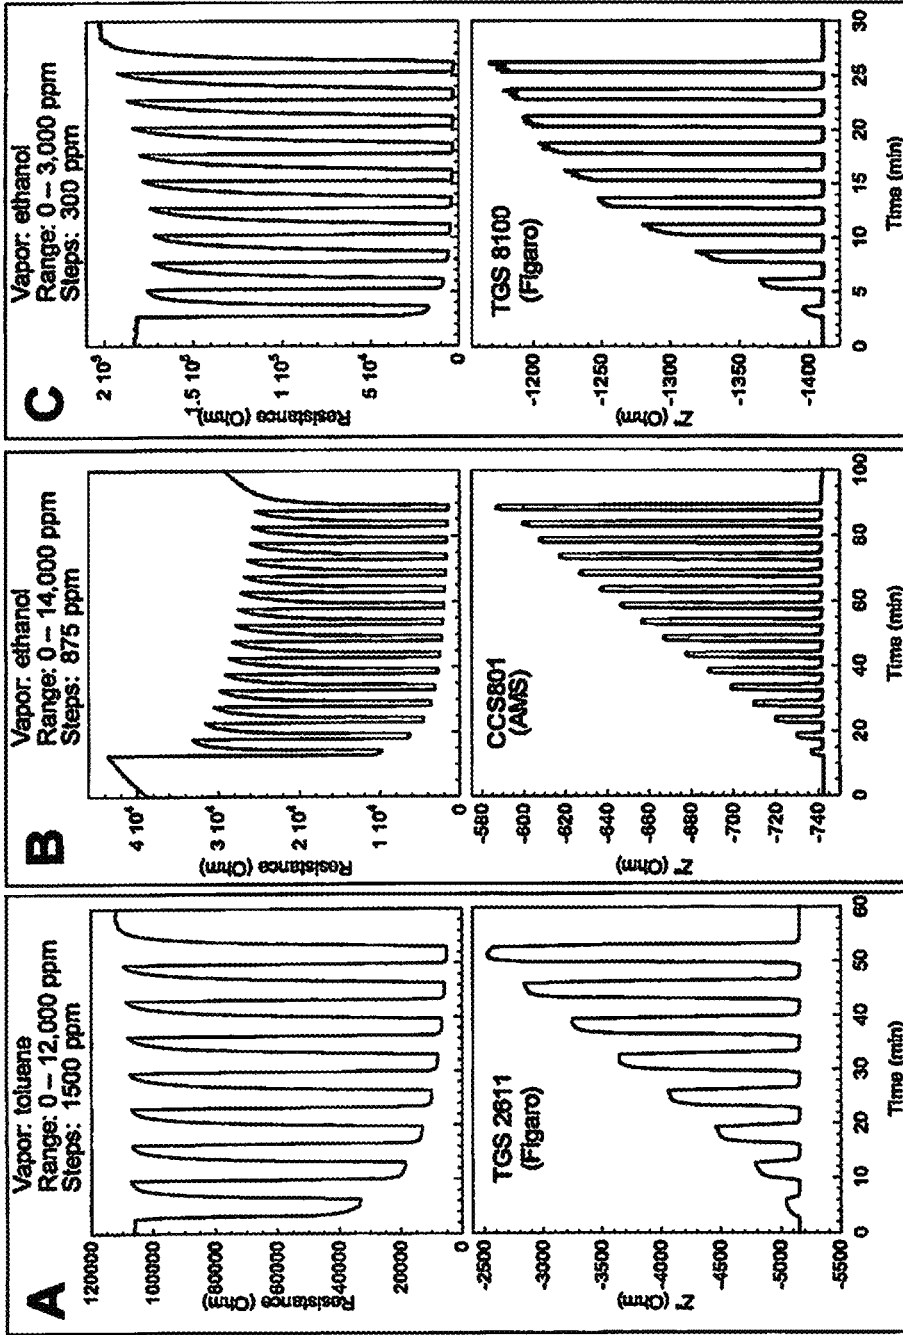 A
Vapor: toluene
Range: 0 – 12,000 ppm
Steps: 1500 ppm
120000
100000
80000
60000
40000
20000
0
Resistance (Ohm)
TGS 2611
(Figaro)
-2500
-3000
-3500
-4000
-4500
-5000
-5500
Z" (Ohm)
0
10
20
30
40
50
60
Time (min)
B
Vapor: ethanol
Range: 0 – 14,000 ppm
Steps: 875 ppm
4 10⁴
3 10⁴
2 10⁴
1 10⁴
0
Resistance (Ohm)
CCS801
(AMS)
-580
-600
-620
-640
-660
-680
-700
-720
-740
Z" (Ohm)
0
20
40
60
80
100
Time (min)
C
Vapor: ethanol
Range: 0 – 3,000 ppm
Steps: 300 ppm
2 10⁵
1.5 10⁵
1 10⁵
5 10⁴
0
Resistance (Ohm)
TGS 8100
(Figaro)
-1200
-1250
-1300
-1350
-1400
Z" (Ohm)
0
5
10
15
20
25
30
Time (min)